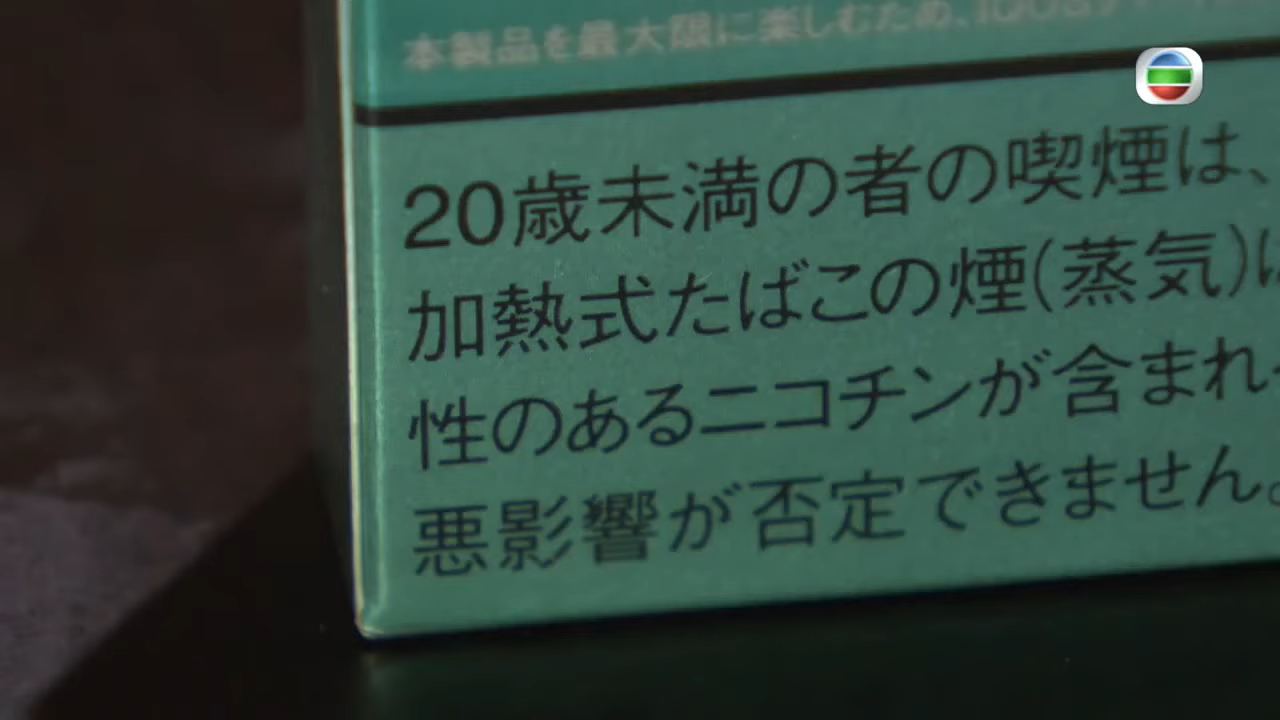 本製品を最大限に楽しむため、IQOS
20歳未満の者の喫煙は、
加熱式たばこの煙(蒸気)に
性のあるニコチンが含まれ
悪影響が否定できません。